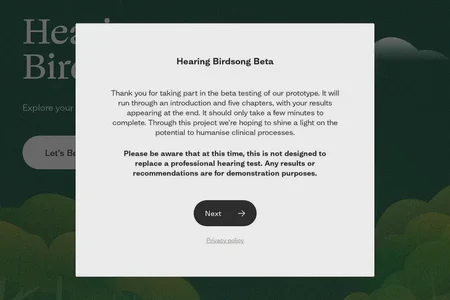 Hearing Birdsong Beta
Thank you for taking part in the beta testing of our prototype. It will
run through an introduction and five chapters, with your results
appearing at the end. It should only take a few minutes to
complete. Through this project we're hoping to shine a light on the
potential to humanise clinical processes.
Please be aware that at this time, this is not designed to
replace a professional hearing test. Any results or
recommendations are for demonstration purposes.
Next
Privacy policy
Explore your
Let's Be